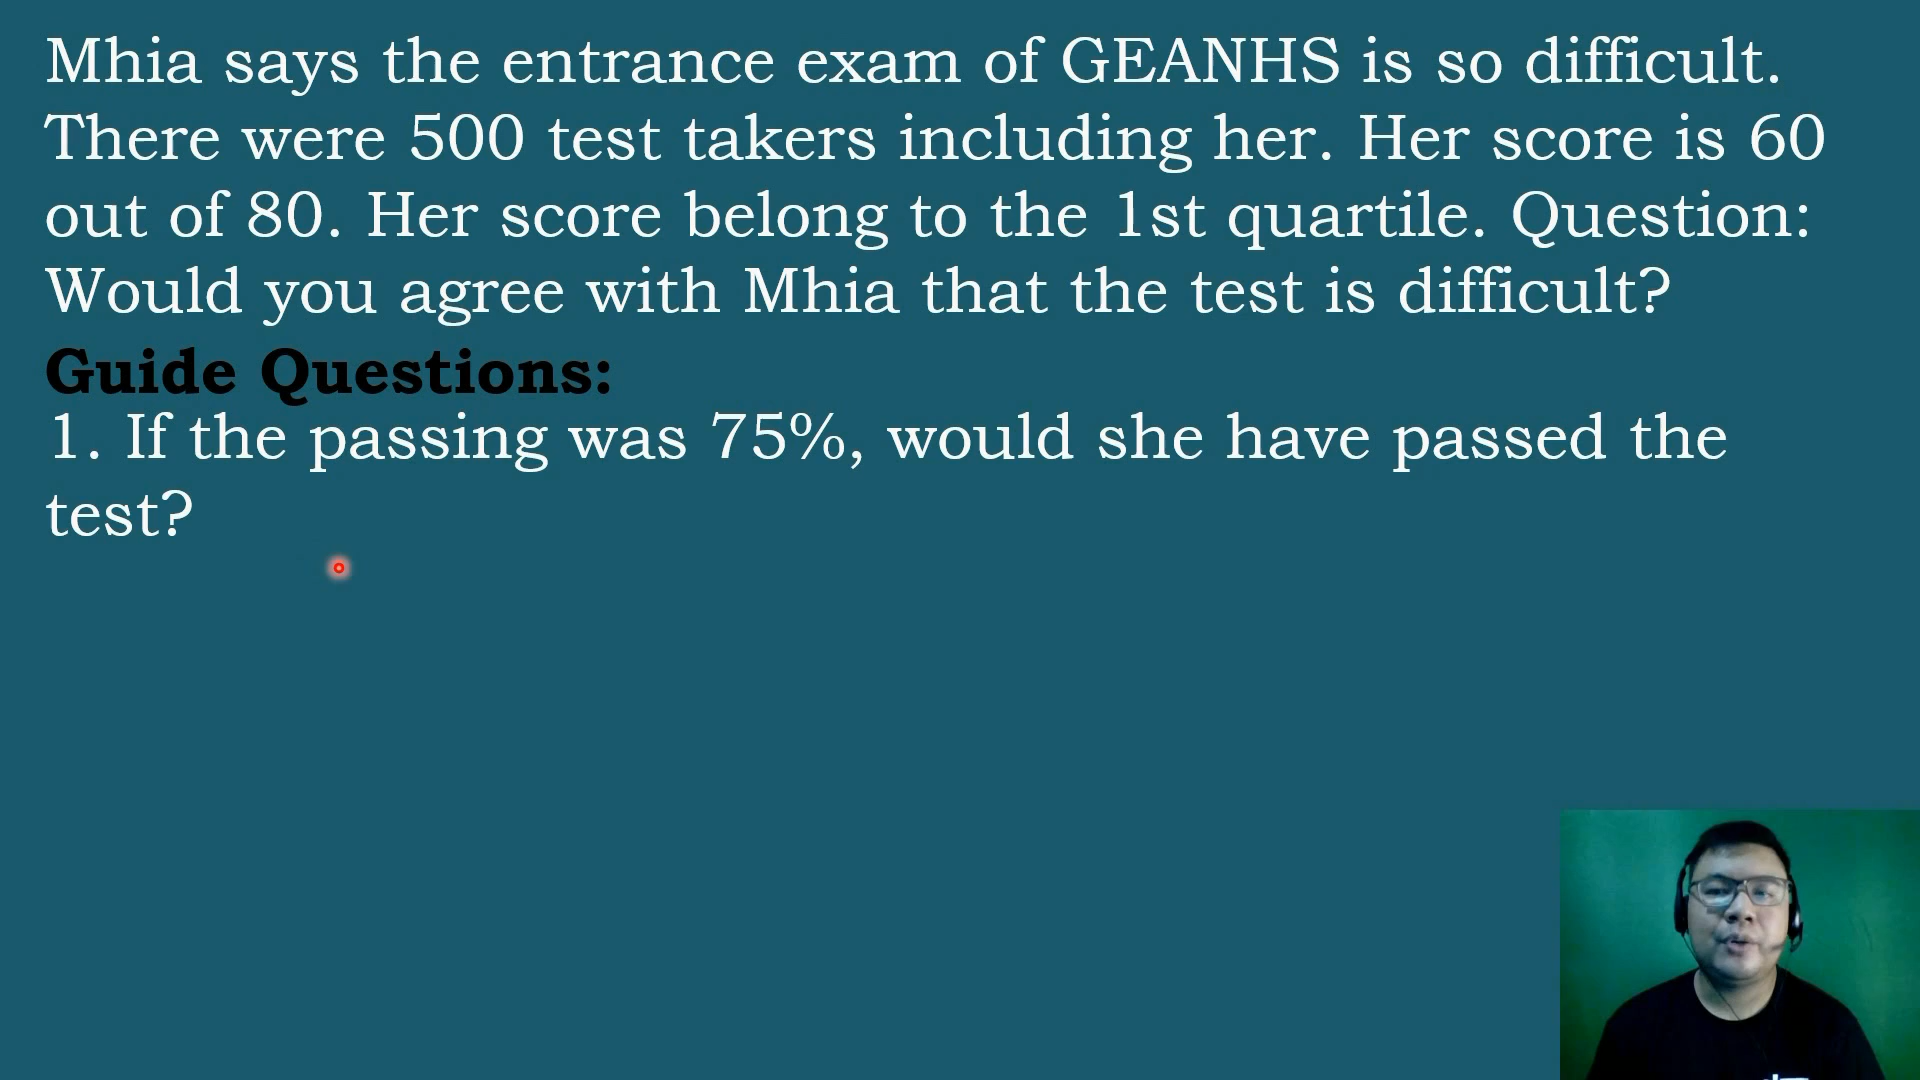 Mhia says the entrance exam of GEANHS is so difficult.
There were 500 test takers including her. Her score is 60
out of 80. Her score belong to the 1st quartile. Question:
Would you agree with Mhia that the test is difficult?
Guide Questions:
1. If the passing was 75%, would she have passed the
test?